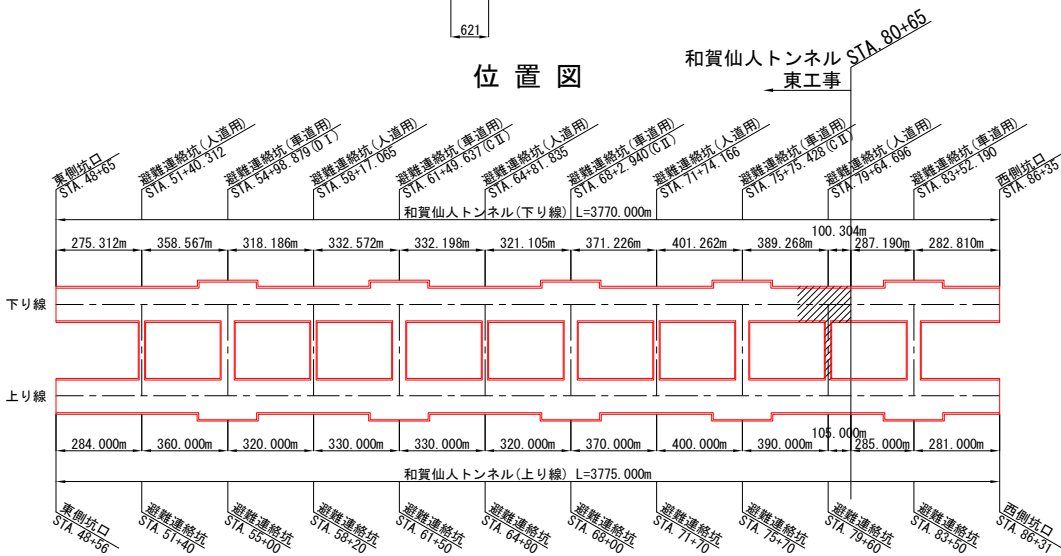 621
位置図
和賀仙人トンネル
東工事
STA. 80+65
東側坑口
STA. 48+65
避難連絡坑(人道用)
STA. 51+40.312
避難連絡坑(車道用)
STA. 54+98.879(DⅠ)
避難連絡坑(人道用)
STA. 58+17.065
避難連絡坑(車道用)
STA. 61+49.637(CⅡ)
避難連絡坑(人道用)
STA. 64+81.835
避難連絡坑(車道用)
STA. 68+2.940(CⅡ)
避難連絡坑(人道用)
STA. 71+74.166
避難連絡坑(車道用)
STA. 75+75.428(CⅡ)
避難連絡坑(人道用)
STA. 79+64.696
避難連絡坑(車道用)
STA. 83+52.190
西側坑口
STA. 86+35
和賀仙人トンネル(下り線) L=3770.000m
275.312m 358.567m 318.186m 332.572m 332.198m 321.105m 371.226m 401.262m 389.268m 100.304m 287.190m 282.810m
下り線
上り線
284.000m 360.000m 320.000m 330.000m 330.000m 320.000m 370.000m 400.000m 390.000m 105.000m 285.000m 281.000m
和賀仙人トンネル(上り線) L=3775.000m
東側坑口
STA. 48+56
避難連絡坑
STA. 51+40
避難連絡坑
STA. 55+00
避難連絡坑
STA. 58+20
避難連絡坑
STA. 61+50
避難連絡坑
STA. 64+80
避難連絡坑
STA. 68+00
避難連絡坑
STA. 71+70
避難連絡坑
STA. 75+70
避難連絡坑
STA. 79+60
避難連絡坑
STA. 83+50
西側坑口
STA. 86+31